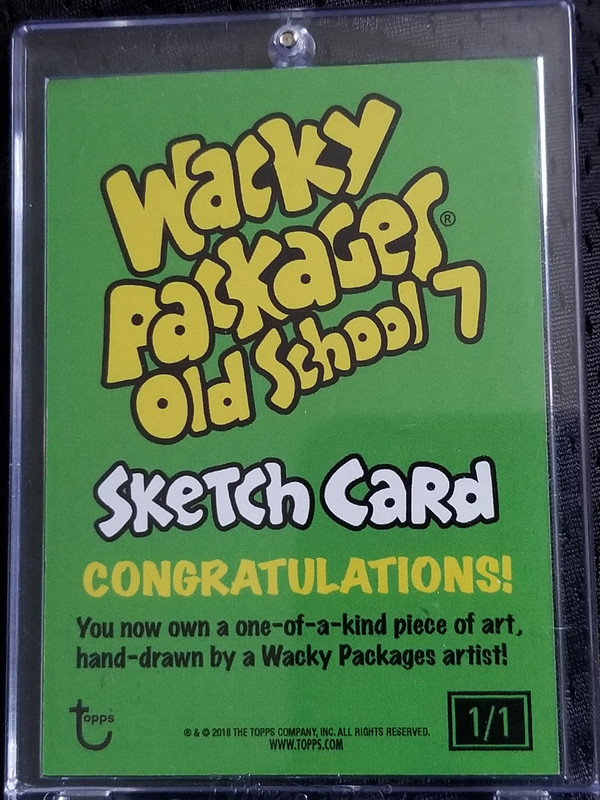 Wacky
Packages®
Old School 7
Sketch Card
CONGRATULATIONS!
You now own a one-of-a-kind piece of art,
hand-drawn by a Wacky Packages artist!
topps
® & © 2018 THE TOPPS COMPANY, INC. ALL RIGHTS RESERVED.
WWW.TOPPS.COM
1/1